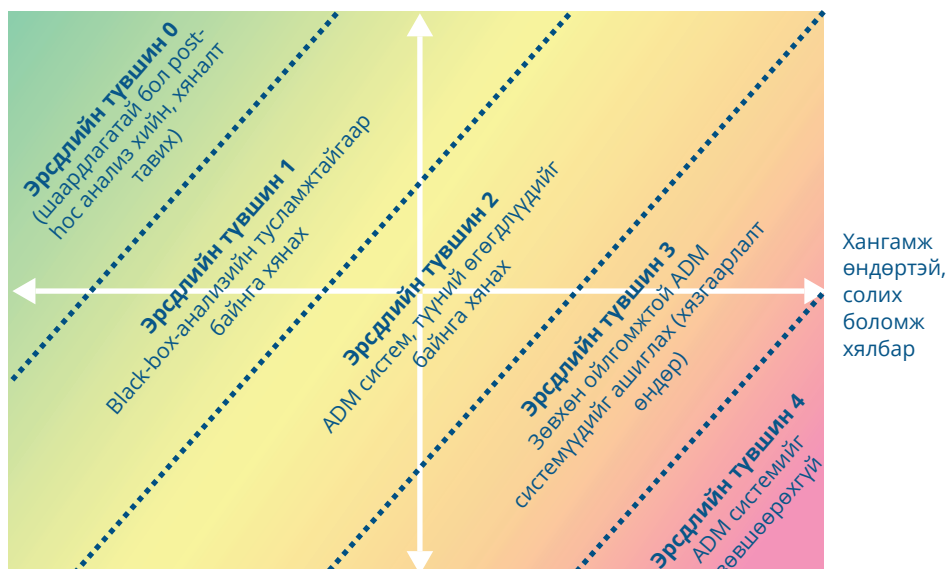 Эрсдлийн түвшин 0
(шаардлагатай бол post-
hoc анализ хийн, хяналт
тавих)
Эрсдлийн түвшин 1
Black-box-анализийн тусламжтайгаар
байнга хянах
Эрсдлийн түвшин 2
ADM систем, түүний өгөгдлүүдийг
байнга хянах
Эрсдлийн түвшин 3
Зөвхөн ойлгомжтой ADM
системүүдийг ашиглах (хязгаарлалт
өндөр)
Эрсдлийн түвшин 4
ADM системийг
зөвшөөрөхгүй
Хангамж
өндөртэй,
солих
боломж
хялбар